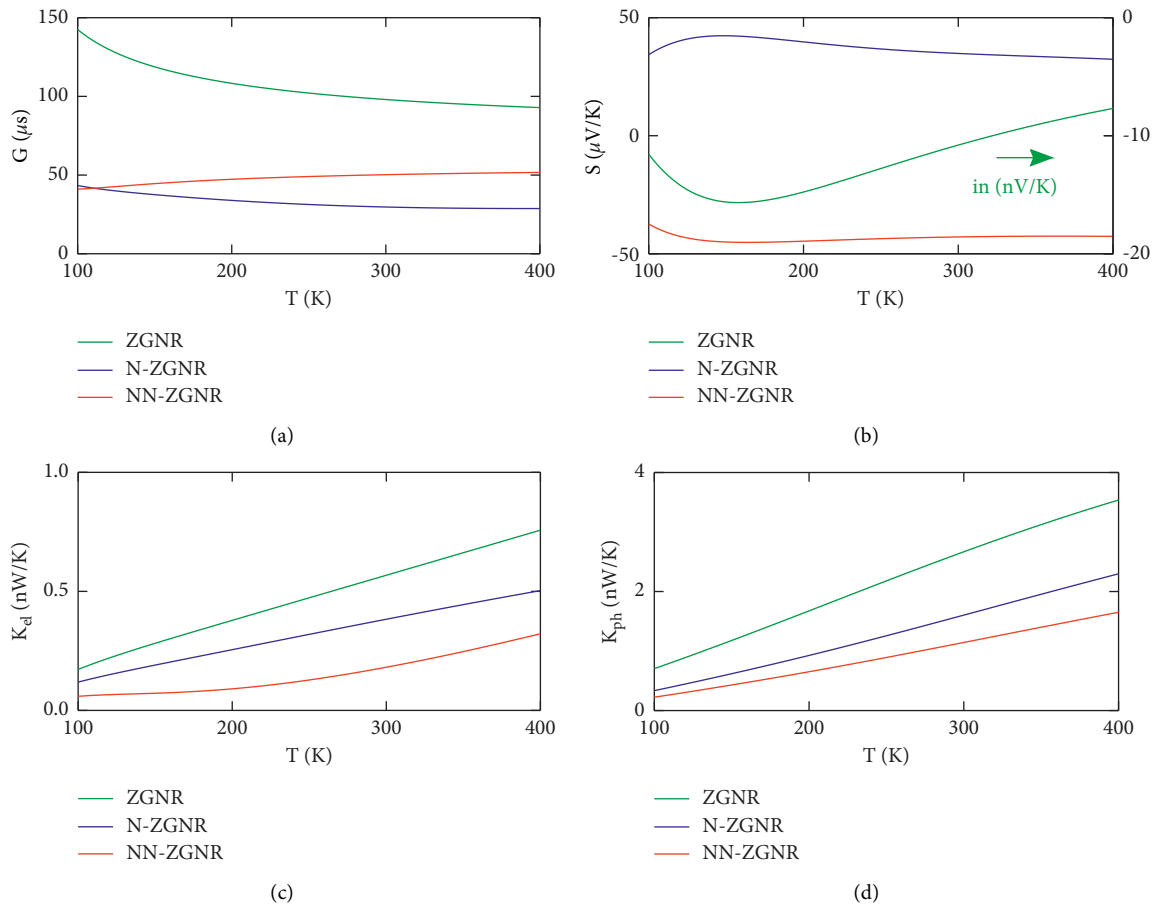 150
100
50
0
G (μs)
100
200
300
400
T (K)
ZGNR
N-ZGNR
NN-ZGNR
(a)
50
0
-50
S (μV/K)
0
-10
-20
in (nV/K)
100
200
300
400
T (K)
ZGNR
N-ZGNR
NN-ZGNR
(b)
1.0
0.5
0.0
K_el (nW/K)
100
200
300
400
T (K)
ZGNR
N-ZGNR
NN-ZGNR
(c)
4
2
0
K_ph (nW/K)
100
200
300
400
T (K)
ZGNR
N-ZGNR
NN-ZGNR
(d)